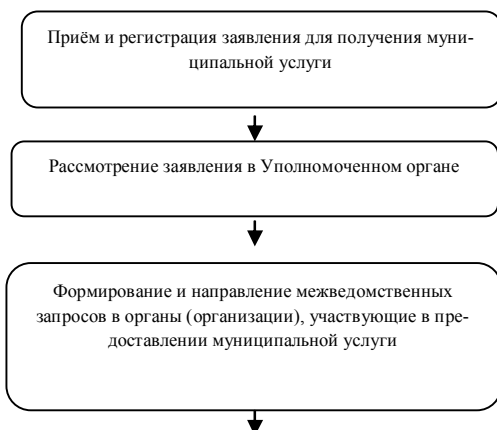 Приём и регистрация заявления для получения муни-
ципальной услуги
Рассмотрение заявления в Уполномоченном органе
Формирование и направление межведомственных
запросов в органы (организации), участвующие в пре-
доставлении муниципальной услуги